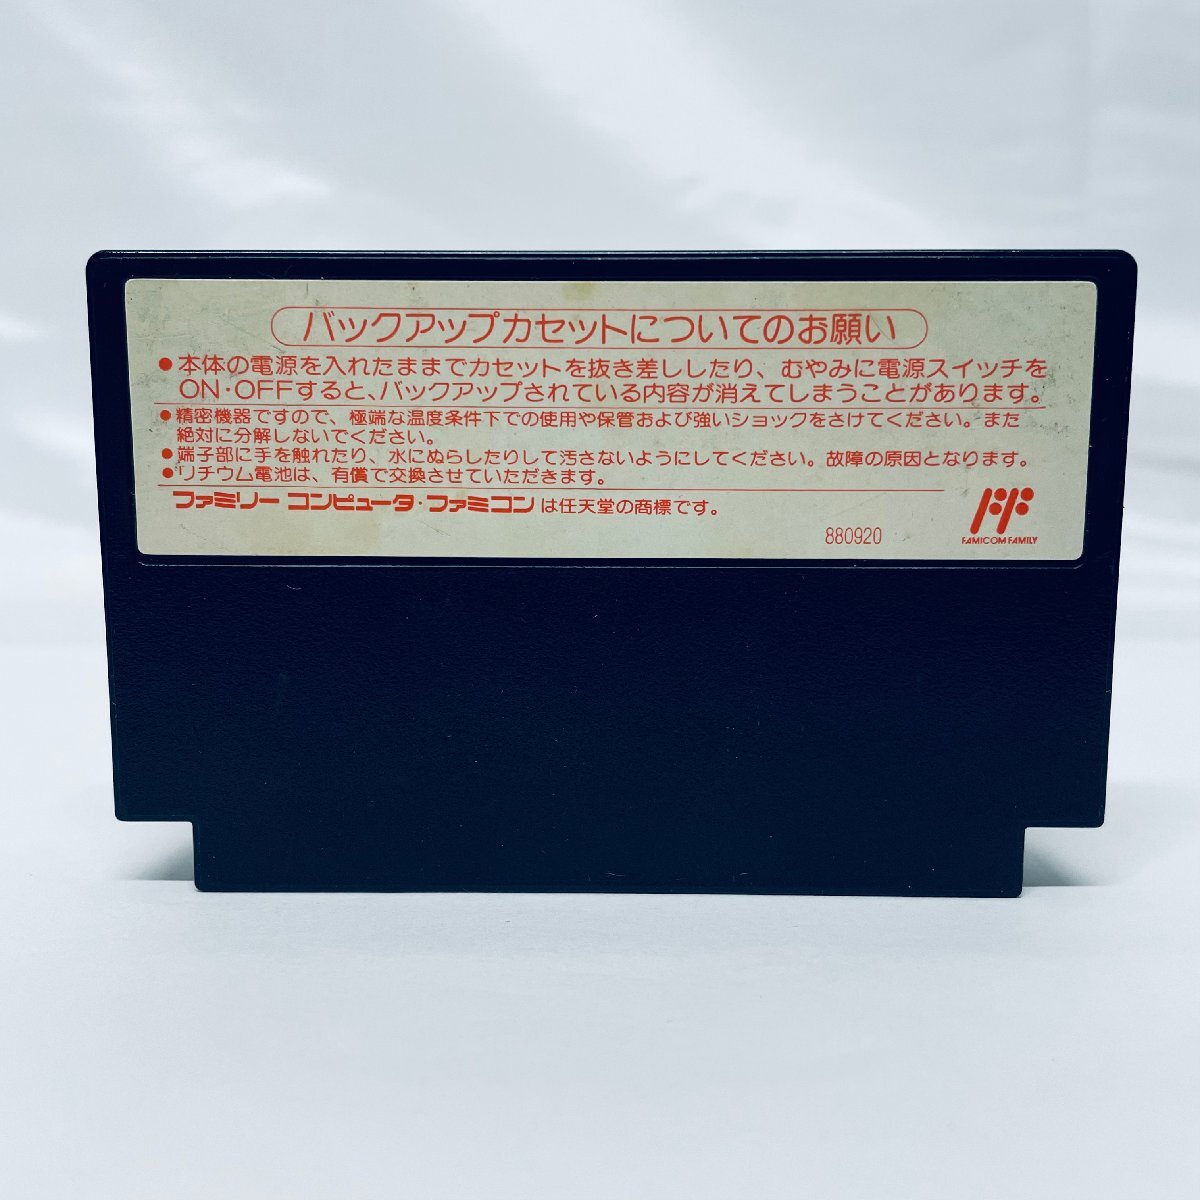 バックアップカセットについてのお願い
●本体の電源を入れたままでカセットを抜き差ししたり、むやみに電源スイッチを
ON・OFFすると、バックアップされている内容が消えてしまうことがあります。
●精密機器ですので、極端な温度条件下での使用や保管および強いショックをさけてください。また
絶対に分解しないでください。
●端子部に手を触れたり、水にぬらしたりして汚さないようにしてください。故障の原因となります。
●リチウム電池は、有償で交換させていただきます。
ファミリーコンピュータ・ファミコンは任天堂の商標です。
880920
FAMICOM FAMILY